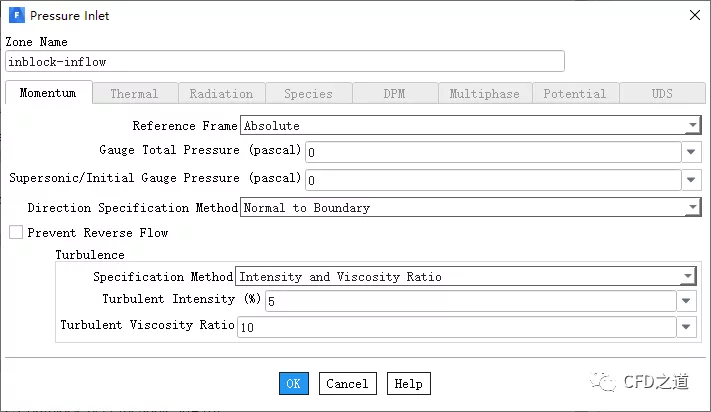 Pressure Inlet
Zone Name
inblock-inflow
Momentum Thermal Radiation Species DPM Multiphase Potential UDS
Reference Frame Absolute
Gauge Total Pressure (pascal) 0
Supersonic/Initial Gauge Pressure (pascal) 0
Direction Specification Method Normal to Boundary
Prevent Reverse Flow
Turbulence
Specification Method Intensity and Viscosity Ratio
Turbulent Intensity (%) 5
Turbulent Viscosity Ratio 10
OK Cancel Help
CFD之道